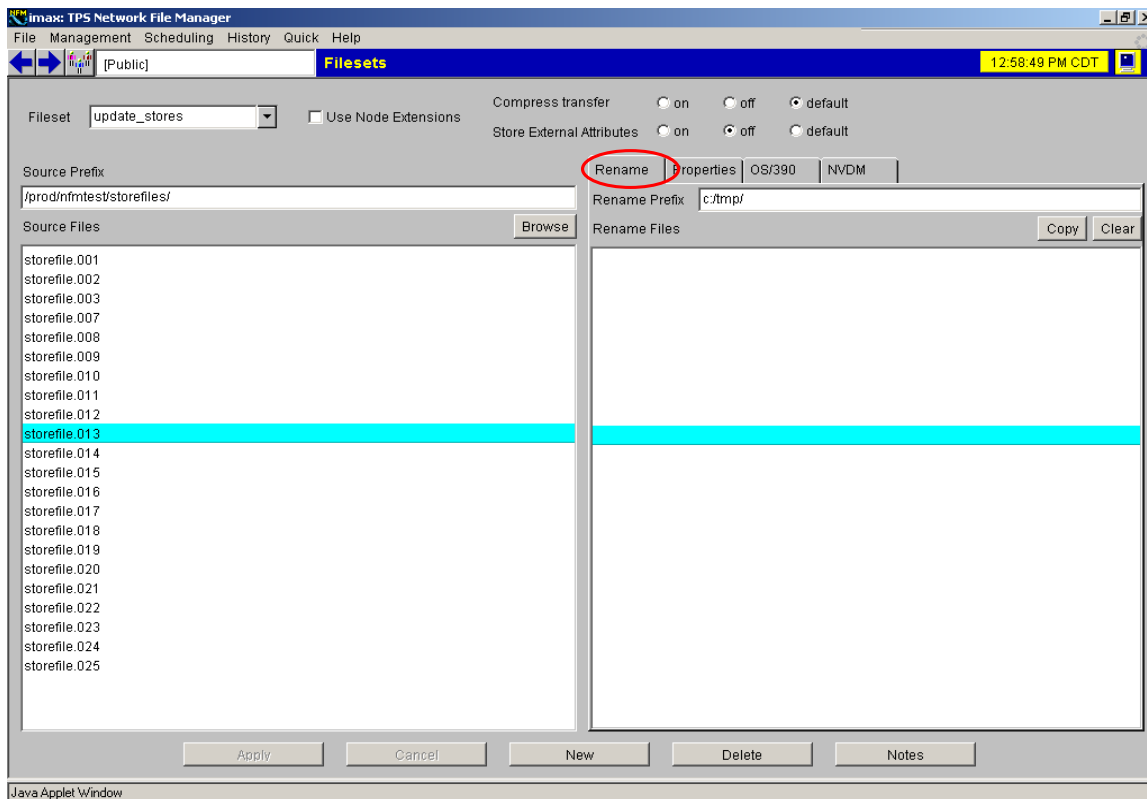 NFM imax: TPS Network File Manager
File Management Scheduling History Quick Help
[Public] Filesets 12:58:49 PM CDT
Compress transfer on off default
Fileset update_stores Use Node Extensions
Store External Attributes on off default
Source Prefix
/prod/nfmtest/storefiles/
Source Files Browse
storefile.001
storefile.002
storefile.003
storefile.007
storefile.008
storefile.009
storefile.010
storefile.011
storefile.012
storefile.013
storefile.014
storefile.015
storefile.016
storefile.017
storefile.018
storefile.019
storefile.020
storefile.021
storefile.022
storefile.023
storefile.024
storefile.025
Rename Properties OS/390 NVDM
Rename Prefix c:/tmp/
Rename Files Copy Clear
Apply Cancel New Delete Notes
Java Applet Window